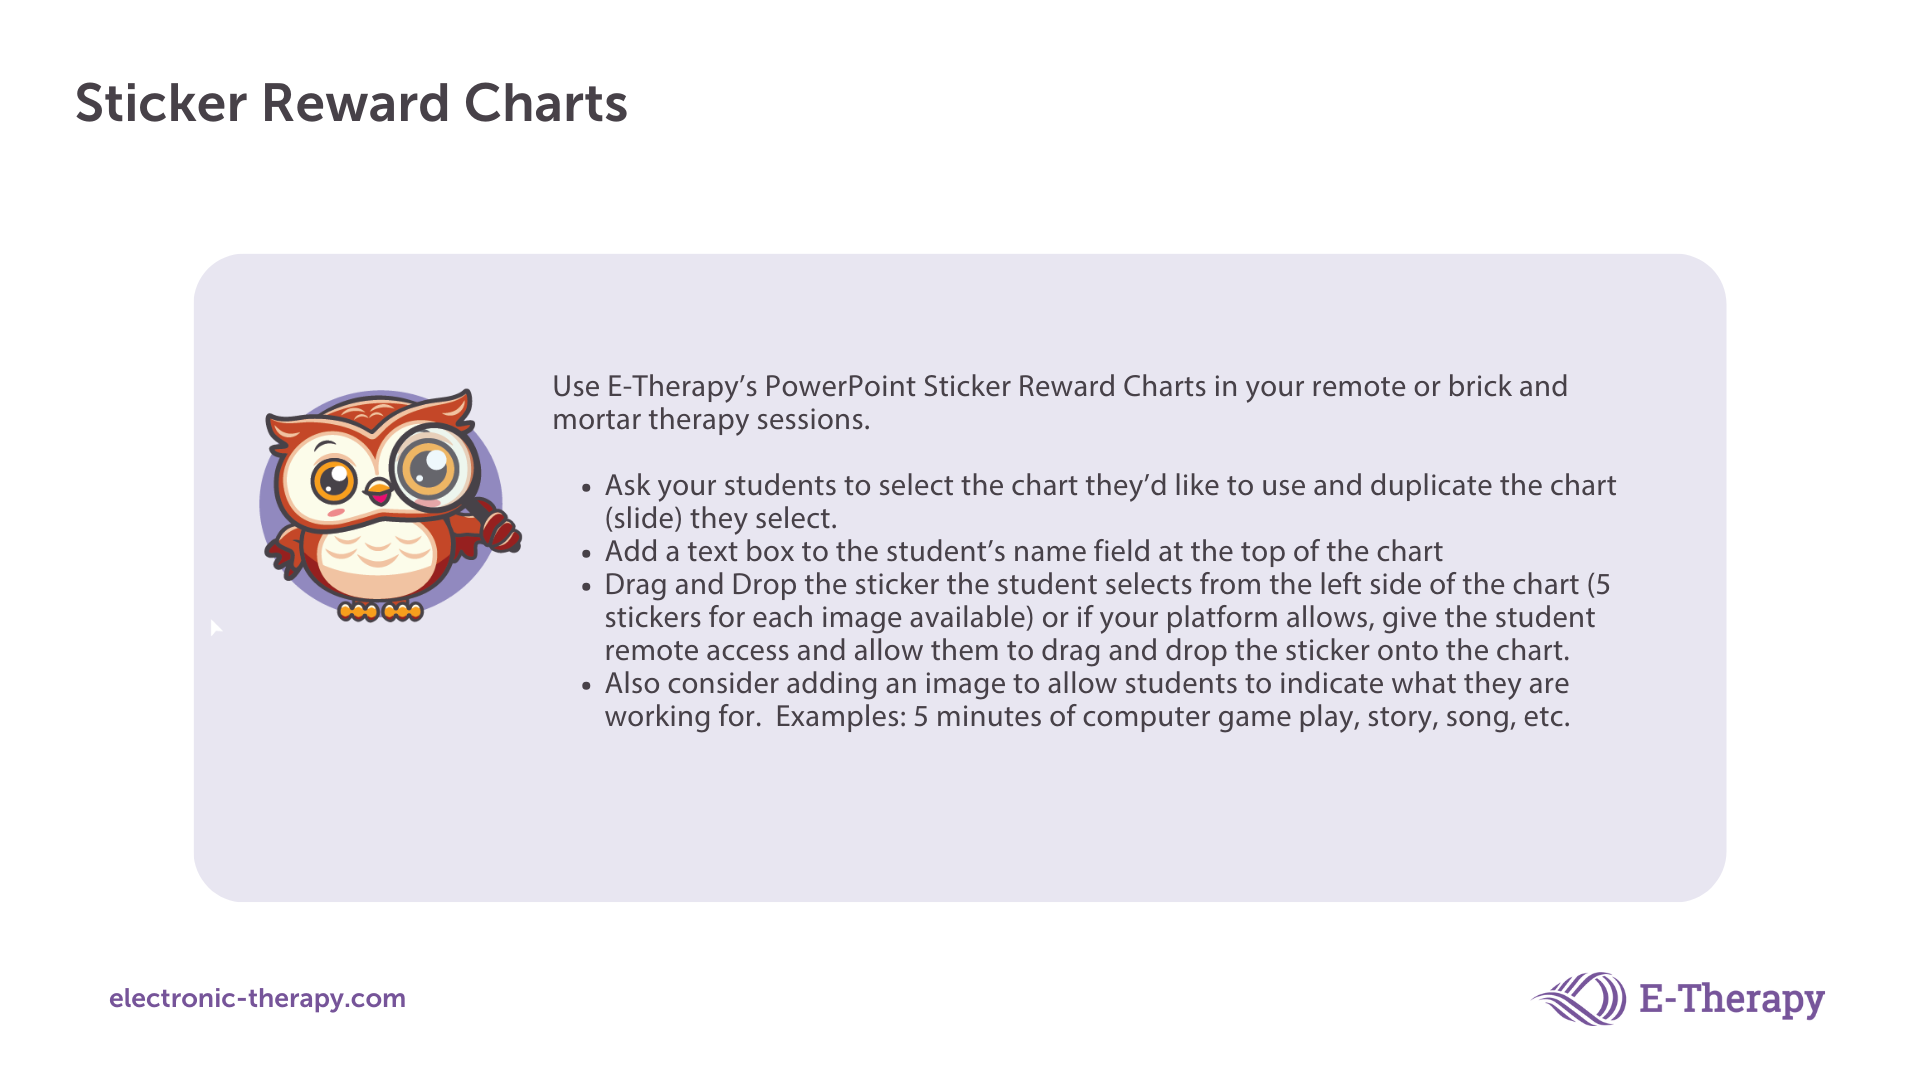 Sticker Reward Charts
Use E-Therapy’s PowerPoint Sticker Reward Charts in your remote or brick and
mortar therapy sessions.
• Ask your students to select the chart they’d like to use and duplicate the chart
(slide) they select.
• Add a text box to the student’s name field at the top of the chart
• Drag and Drop the sticker the student selects from the left side of the chart (5
stickers for each image available) or if your platform allows, give the student
remote access and allow them to drag and drop the sticker onto the chart.
• Also consider adding an image to allow students to indicate what they are
working for.  Examples: 5 minutes of computer game play, story, song, etc.
electronic-therapy.com
E-Therapy